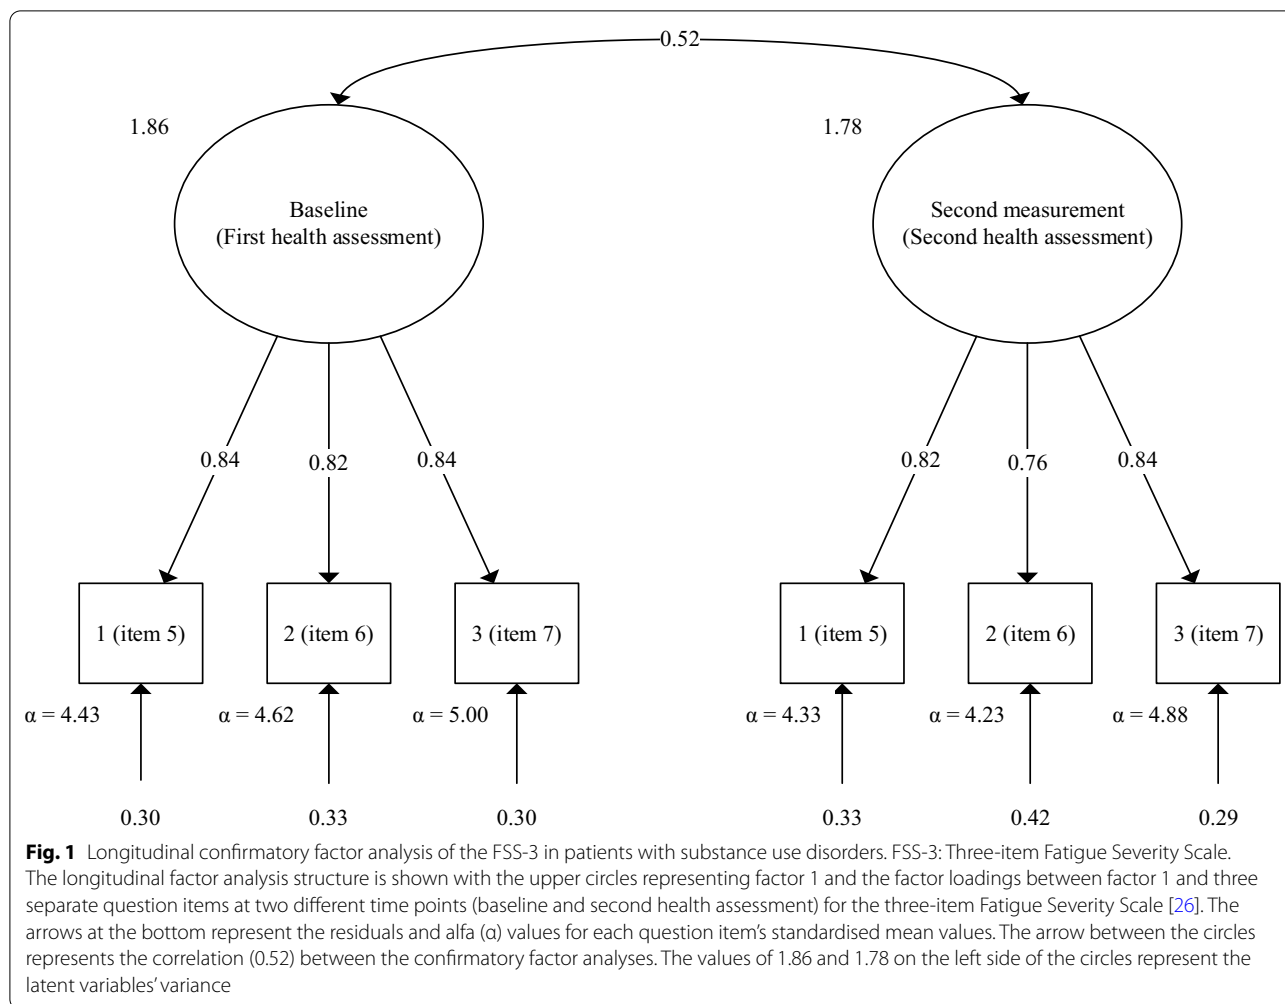 0.52
1.86
1.78
Baseline
(First health assessment)
Second measurement
(Second health assessment)
0.84
0.82
0.84
0.82
0.76
0.84
1 (item 5)
2 (item 6)
3 (item 7)
1 (item 5)
2 (item 6)
3 (item 7)
α = 4.43
α = 4.62
α = 5.00
α = 4.33
α = 4.23
α = 4.88
0.30
0.33
0.30
0.33
0.42
0.29
Fig. 1 Longitudinal confirmatory factor analysis of the FSS-3 in patients with substance use disorders. FSS-3: Three-item Fatigue Severity Scale.
The longitudinal factor analysis structure is shown with the upper circles representing factor 1 and the factor loadings between factor 1 and three
separate question items at two different time points (baseline and second health assessment) for the three-item Fatigue Severity Scale [26]. The
arrows at the bottom represent the residuals and alfa (α) values for each question item's standardised mean values. The arrow between the circles
represents the correlation (0.52) between the confirmatory factor analyses. The values of 1.86 and 1.78 on the left side of the circles represent the
latent variables' variance